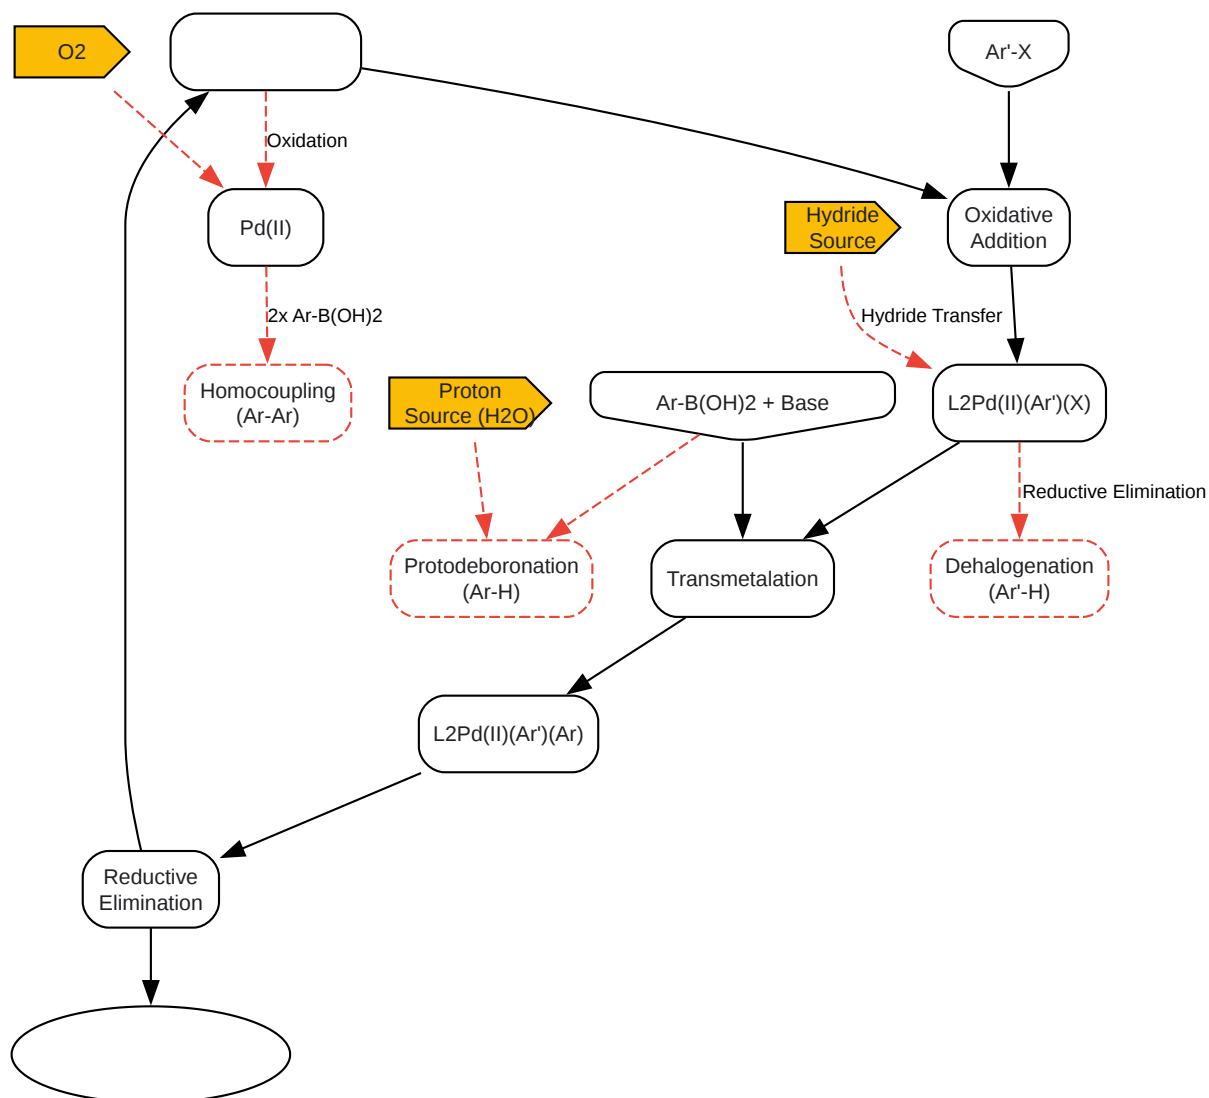 O2
Ar'-X
Oxidation
Pd(II)
Hydride
Source
Oxidative
Addition
2x Ar-B(OH)2
Hydride Transfer
Homocoupling
(Ar-Ar)
Proton
Source (H2O)
Ar-B(OH)2 + Base
L2Pd(II)(Ar')(X)
Reductive Elimination
Protodeboronation
(Ar-H)
Transmetalation
Dehalogenation
(Ar'-H)
L2Pd(II)(Ar')(Ar)
Reductive
Elimination